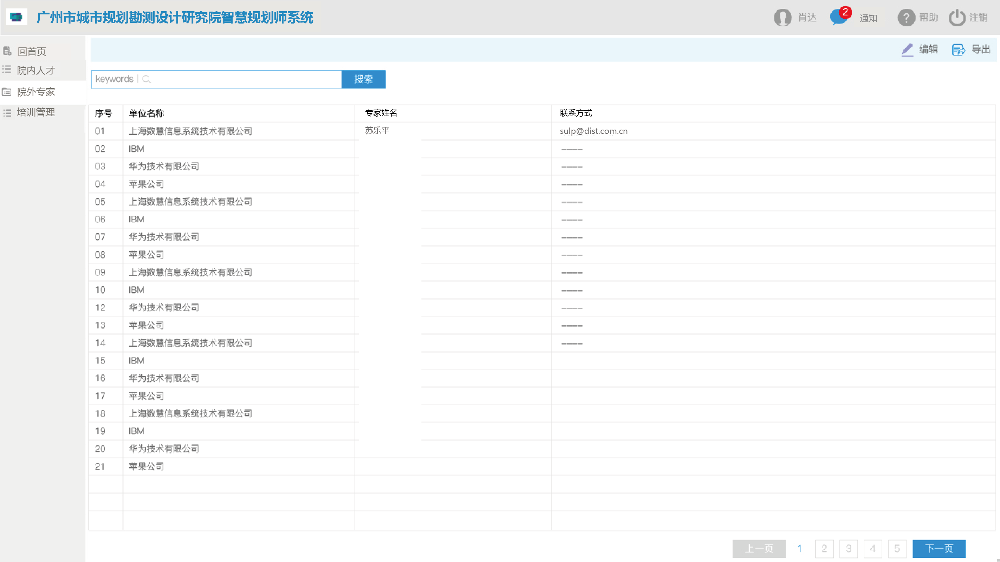 广州市城市规划勘测设计研究院智慧规划师系统 肖达 2 通知 ? 帮助 注销
回首页
院内人才
院外专家
培训管理
编辑 导出
keywords 搜索
序号 单位名称 专家姓名 联系方式
01 上海数慧信息系统技术有限公司 苏乐平 sulp@dist.com.cn
02 IBM ----
03 华为技术有限公司 ----
04 苹果公司 ----
05 上海数慧信息系统技术有限公司 ----
06 IBM ----
07 华为技术有限公司 ----
08 苹果公司 ----
09 上海数慧信息系统技术有限公司 ----
10 IBM ----
12 华为技术有限公司 ----
13 苹果公司 ----
14 上海数慧信息系统技术有限公司 ----
15 IBM
16 华为技术有限公司
17 苹果公司
18 上海数慧信息系统技术有限公司
19 IBM
20 华为技术有限公司
21 苹果公司
上一页 1 2 3 4 5 下一页